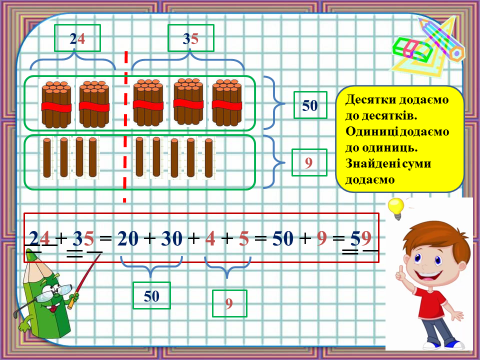 24 35
50
9
Десятки додаємо
до десятків.
Одиниці додаємо
до одиниць.
Знайдені суми
додаємо
24 + 35 = 20 + 30 + 4 + 5 = 50 + 9 = 59
50
9